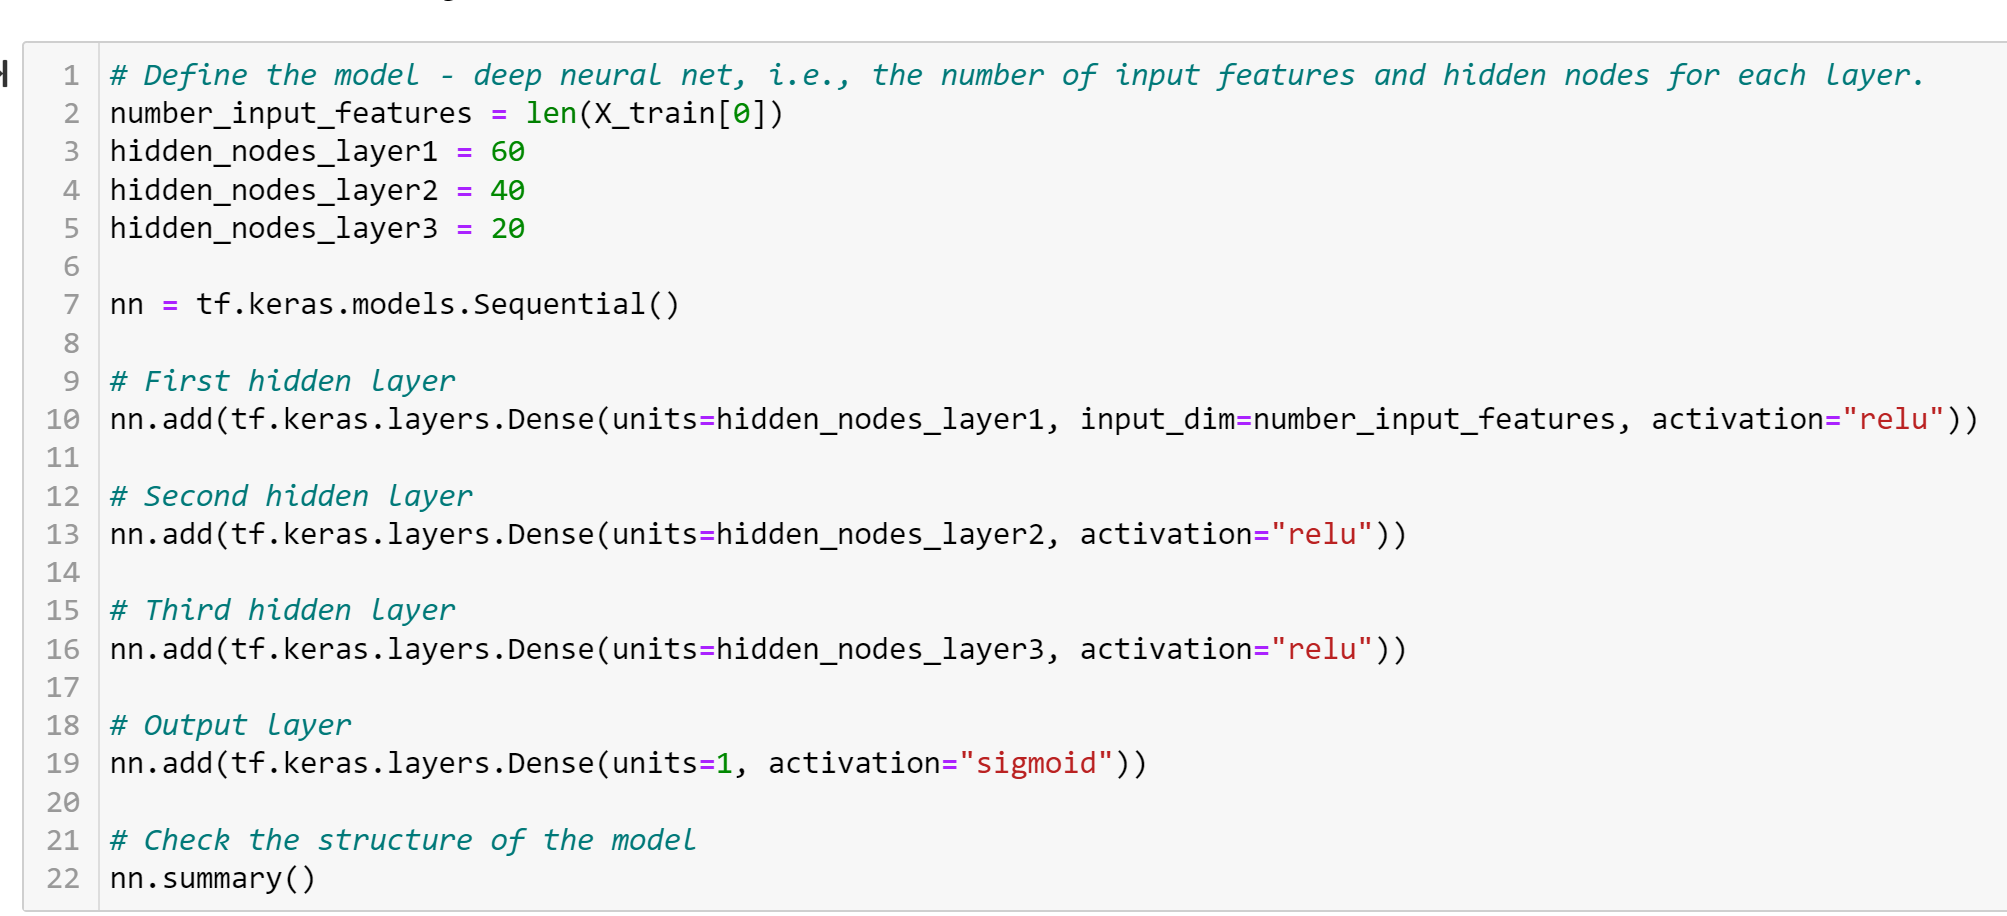 1 # Define the model - deep neural net, i.e., the number of input features and hidden nodes for each layer.
2 number_input_features = len(X_train[0])
3 hidden_nodes_layer1 = 60
4 hidden_nodes_layer2 = 40
5 hidden_nodes_layer3 = 20
6
7 nn = tf.keras.models.Sequential()
8
9 # First hidden layer
10 nn.add(tf.keras.layers.Dense(units=hidden_nodes_layer1, input_dim=number_input_features, activation="relu"))
11
12 # Second hidden layer
13 nn.add(tf.keras.layers.Dense(units=hidden_nodes_layer2, activation="relu"))
14
15 # Third hidden layer
16 nn.add(tf.keras.layers.Dense(units=hidden_nodes_layer3, activation="relu"))
17
18 # Output layer
19 nn.add(tf.keras.layers.Dense(units=1, activation="sigmoid"))
20
21 # Check the structure of the model
22 nn.summary()